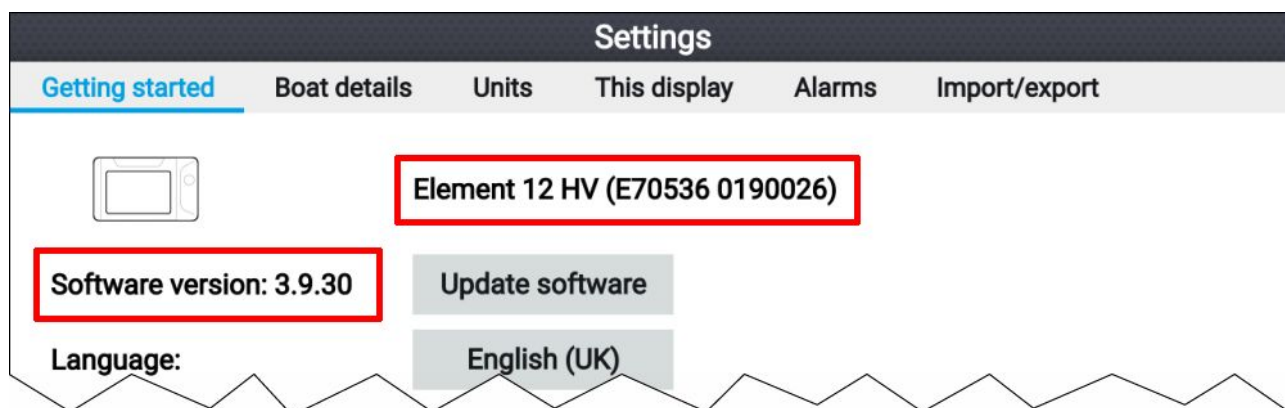 Settings
Getting started Boat details Units This display Alarms Import/export
Element 12 HV (E70536 0190026)
Software version: 3.9.30 Update software
Language: English (UK)